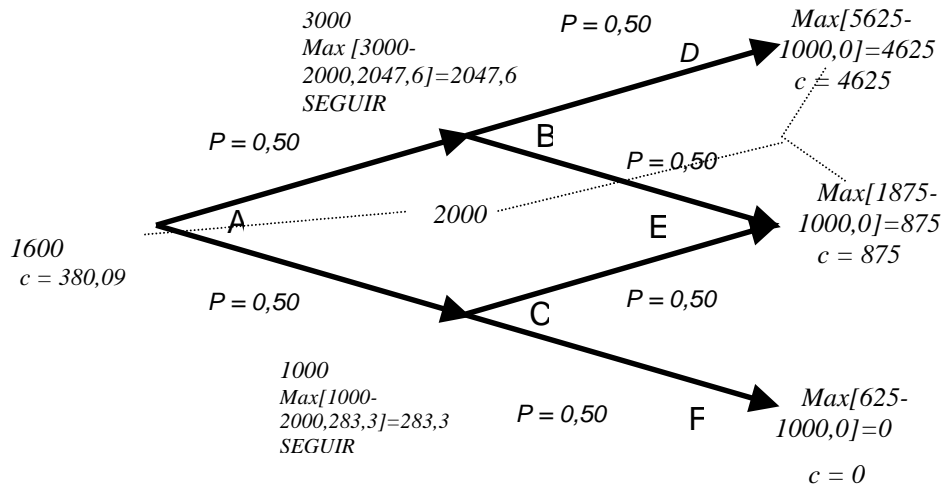 3000
Max [3000-
2000,2047,6]=2047,6
SEGUIR
P = 0,50
D
Max[5625-
1000,0]=4625
c = 4625
P = 0,50
B
P = 0,50
A
2000
E
Max[1875-
1000,0]=875
c = 875
1600
c = 380,09
P = 0,50
C
P = 0,50
1000
Max[1000-
2000,283,3]=283,3
SEGUIR
P = 0,50
F
Max[625-
1000,0]=0
c = 0